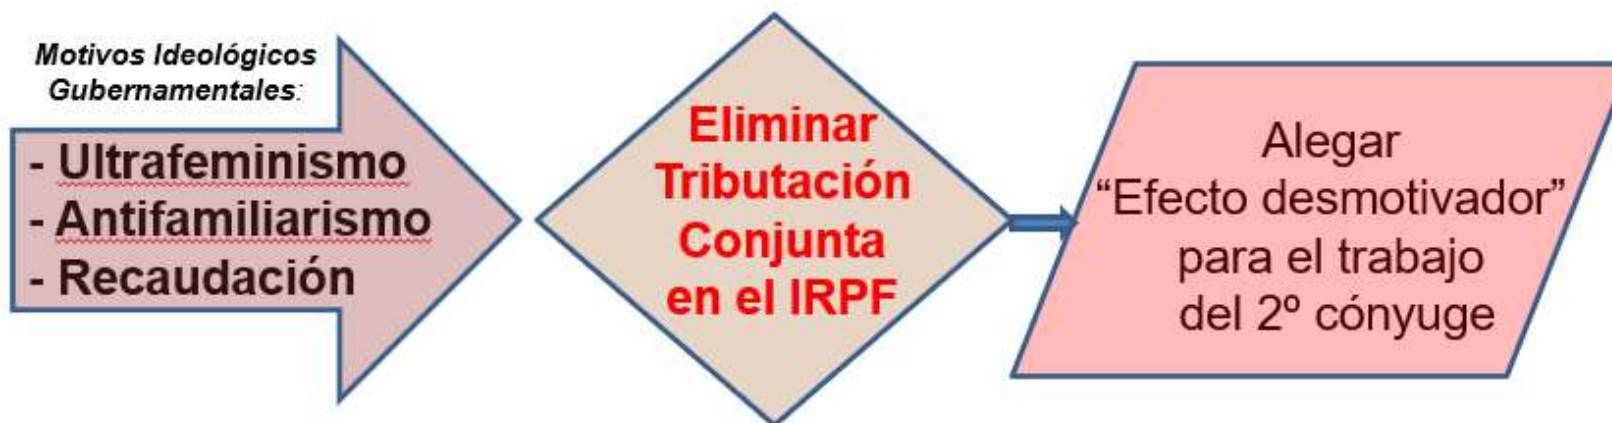 Motivos Ideológicos
Gubernamentales:
- Ultrafeminismo
- Antifamiliarismo
- Recaudación
Eliminar
Tributación
Conjunta
en el IRPF
Alegar
“Efecto desmotivador”
para el trabajo
del 2º cónyuge